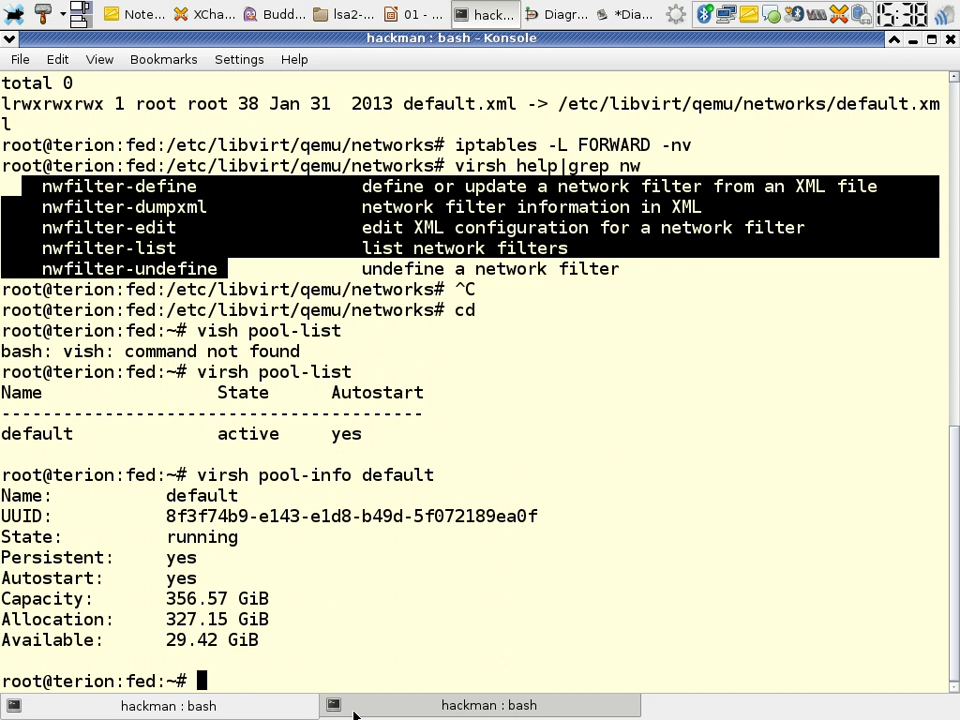 Note... XCha... Budd... lsa2-... 01 - ... hack... Diagr... *Dia... 15:38
hackman : bash - Konsole
File Edit View Bookmarks Settings Help
total 0
lrwxrwxrwx 1 root root 38 Jan 31  2013 default.xml -> /etc/libvirt/qemu/networks/default.xm
l
root@terion:fed:/etc/libvirt/qemu/networks# iptables -L FORWARD -nv
root@terion:fed:/etc/libvirt/qemu/networks# virsh help|grep nw
    nwfilter-define                define or update a network filter from an XML file
    nwfilter-dumpxml               network filter information in XML
    nwfilter-edit                  edit XML configuration for a network filter
    nwfilter-list                  list network filters
    nwfilter-undefine              undefine a network filter
root@terion:fed:/etc/libvirt/qemu/networks# ^C
root@terion:fed:/etc/libvirt/qemu/networks# cd
root@terion:fed:~# vish pool-list
bash: vish: command not found
root@terion:fed:~# virsh pool-list
Name                 State      Autostart
-----------------------------------------
default              active     yes
root@terion:fed:~# virsh pool-info default
Name:           default
UUID:           8f3f74b9-e143-e1d8-b49d-5f072189ea0f
State:          running
Persistent:     yes
Autostart:      yes
Capacity:       356.57 GiB
Allocation:     327.15 GiB
Available:      29.42 GiB
root@terion:fed:~#
hackman : bash hackman : bash